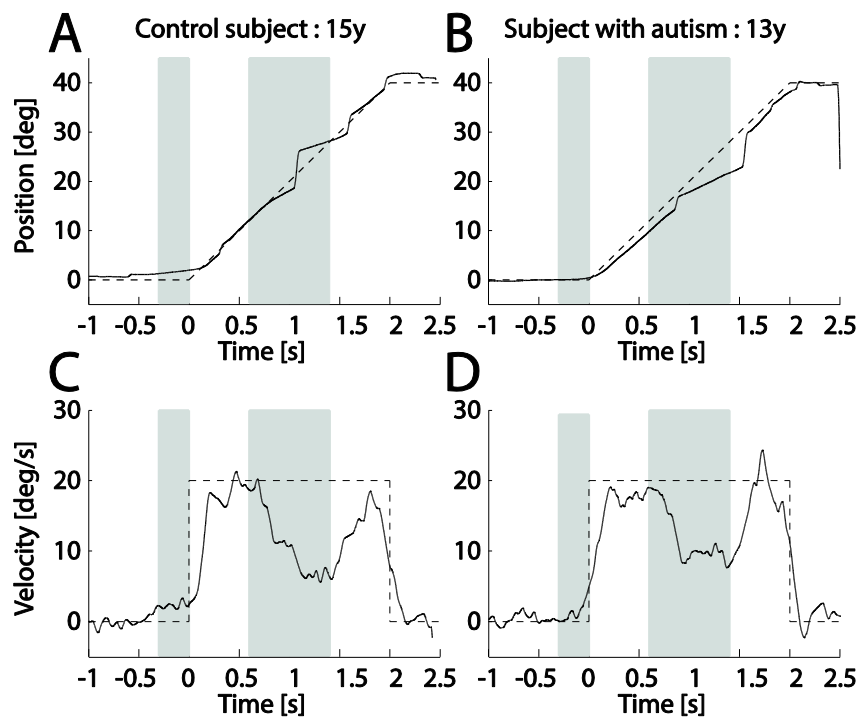 A Control subject : 15y
B Subject with autism : 13y
Position [deg]
40
30
20
10
0
-1 -0.5 0 0.5 1 1.5 2 2.5
Time [s]
40
30
20
10
0
-1 -0.5 0 0.5 1 1.5 2 2.5
Time [s]
C
D
Velocity [deg/s]
30
20
10
0
-1 -0.5 0 0.5 1 1.5 2 2.5
Time [s]
30
20
10
0
-1 -0.5 0 0.5 1 1.5 2 2.5
Time [s]